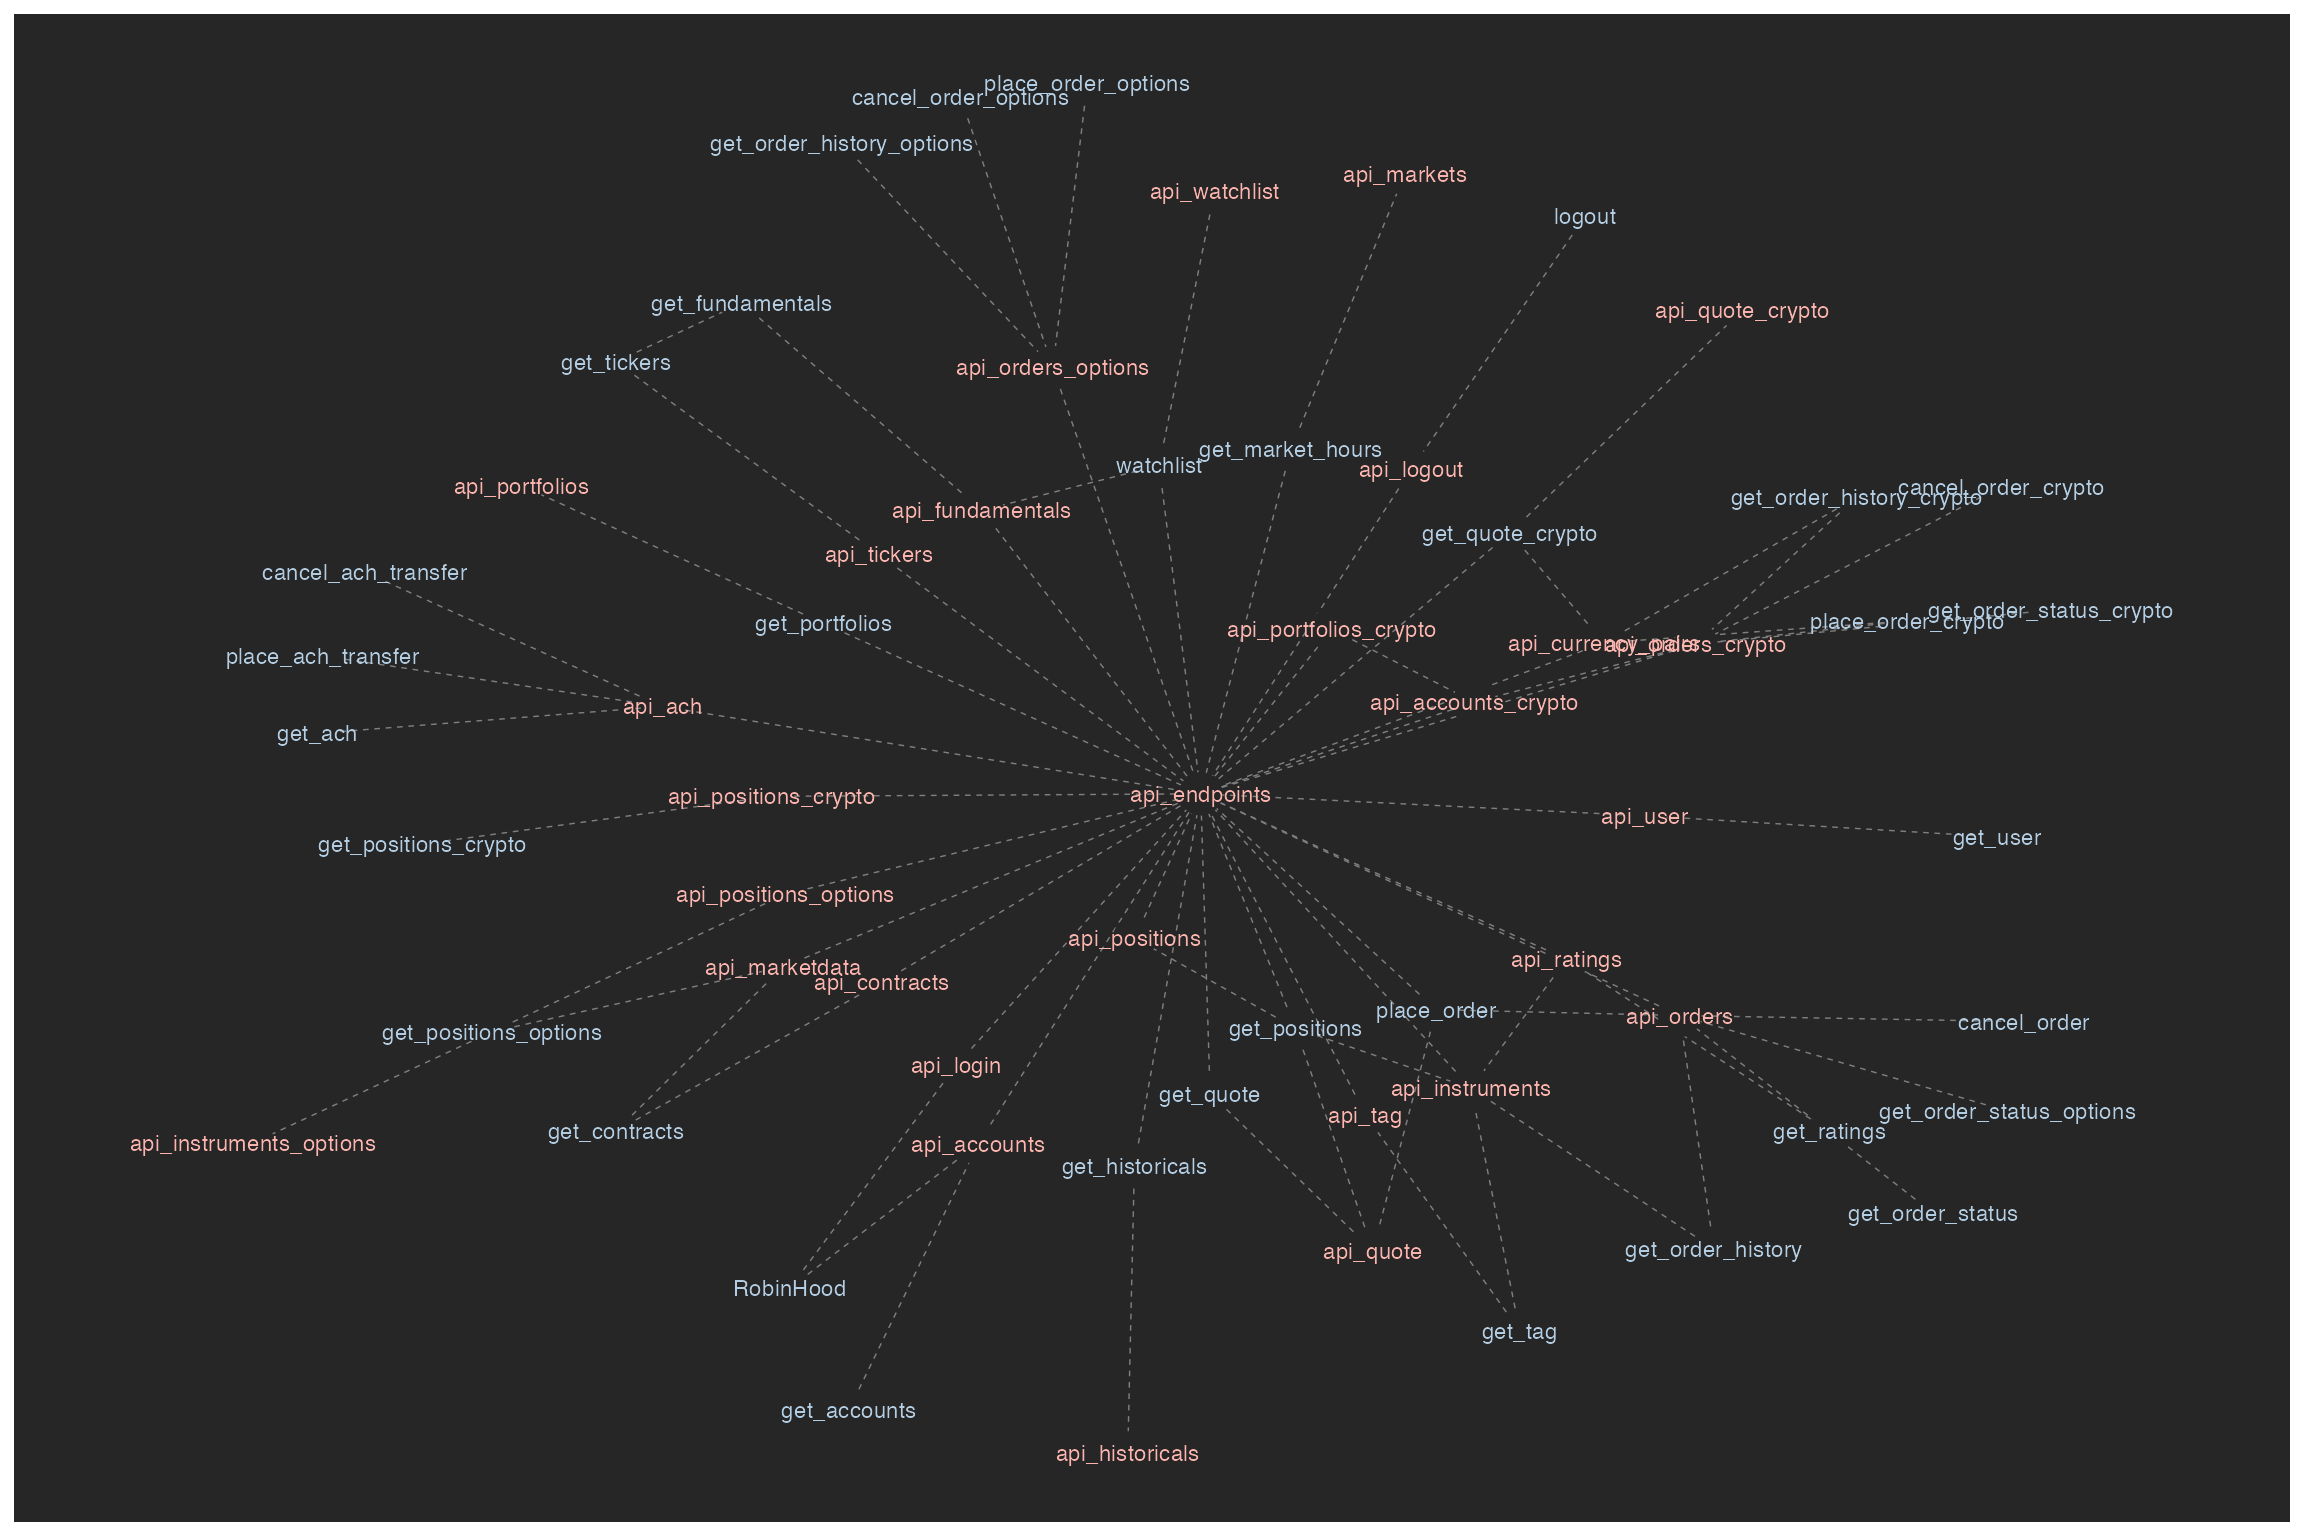 place_order_options
cancel_order_options
get_order_history_options
api_markets
api_watchlist
logout
get_fundamentals
api_quote_crypto
get_tickers
api_orders_options
get_market_hours
watchlist
api_logout
api_portfolios
cancel_order_crypto
get_order_history_crypto
api_fundamentals
get_quote_crypto
api_tickers
cancel_ach_transfer
get_order_status_crypto
place_order_crypto
get_portfolios
api_portfolios_crypto
api_currency_pairs
api_orders_crypto
place_ach_transfer
api_accounts_crypto
api_ach
get_ach
api_endpoints
api_positions_crypto
api_user
get_user
get_positions_crypto
api_positions_options
api_positions
api_ratings
api_marketdata
api_contracts
place_order
api_orders
cancel_order
get_positions
get_positions_options
api_login
api_instruments
get_quote
get_order_status_options
api_tag
get_contracts
get_ratings
api_instruments_options
api_accounts
get_historicals
get_order_status
get_order_history
api_quote
RobinHood
get_tag
get_accounts
api_historicals